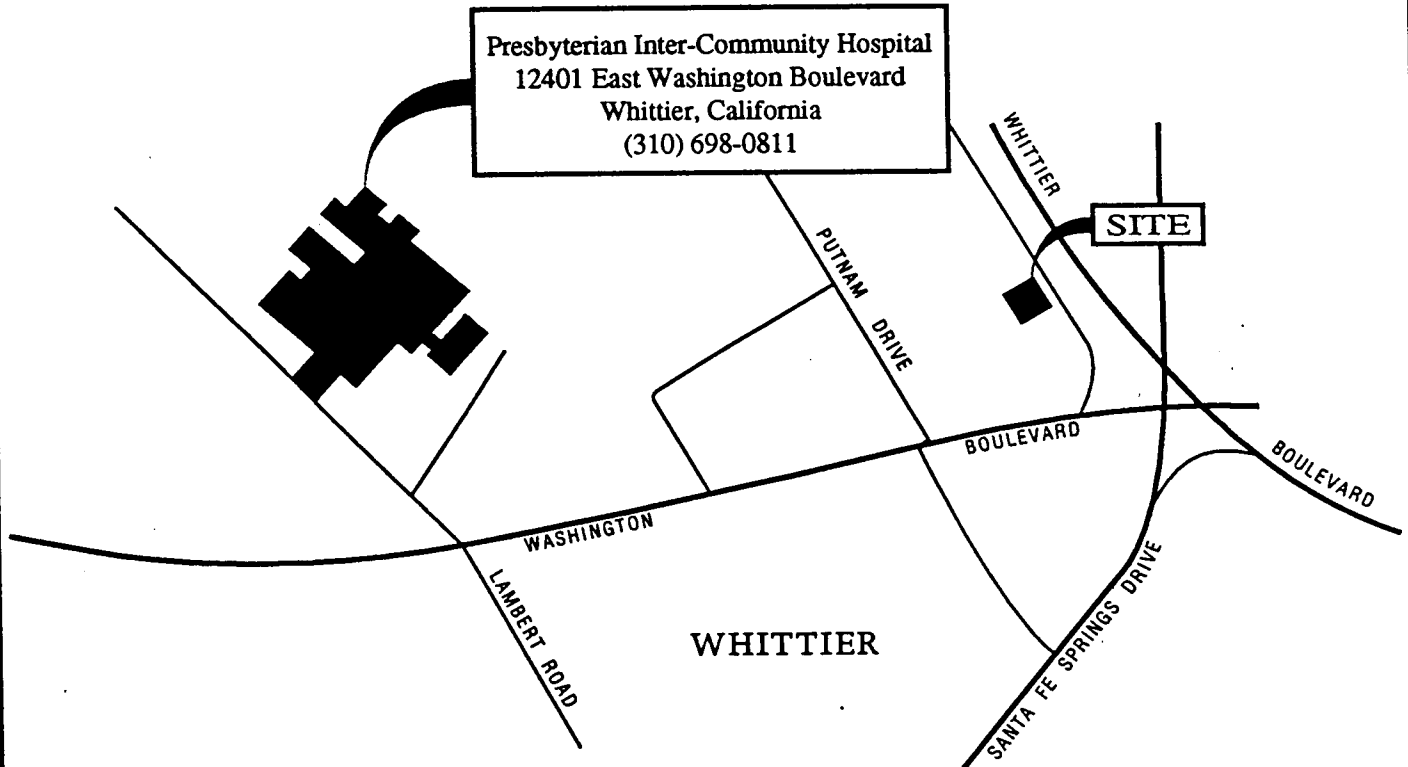 Presbyterian Inter-Community Hospital
12401 East Washington Boulevard
Whittier, California
(310) 698-0811
WHITTIER
SITE
PUTNAM DRIVE
BOULEVARD
BOULEVARD
WASHINGTON
LAMBERT ROAD
WHITTIER
SANTA FE SPRINGS DRIVE